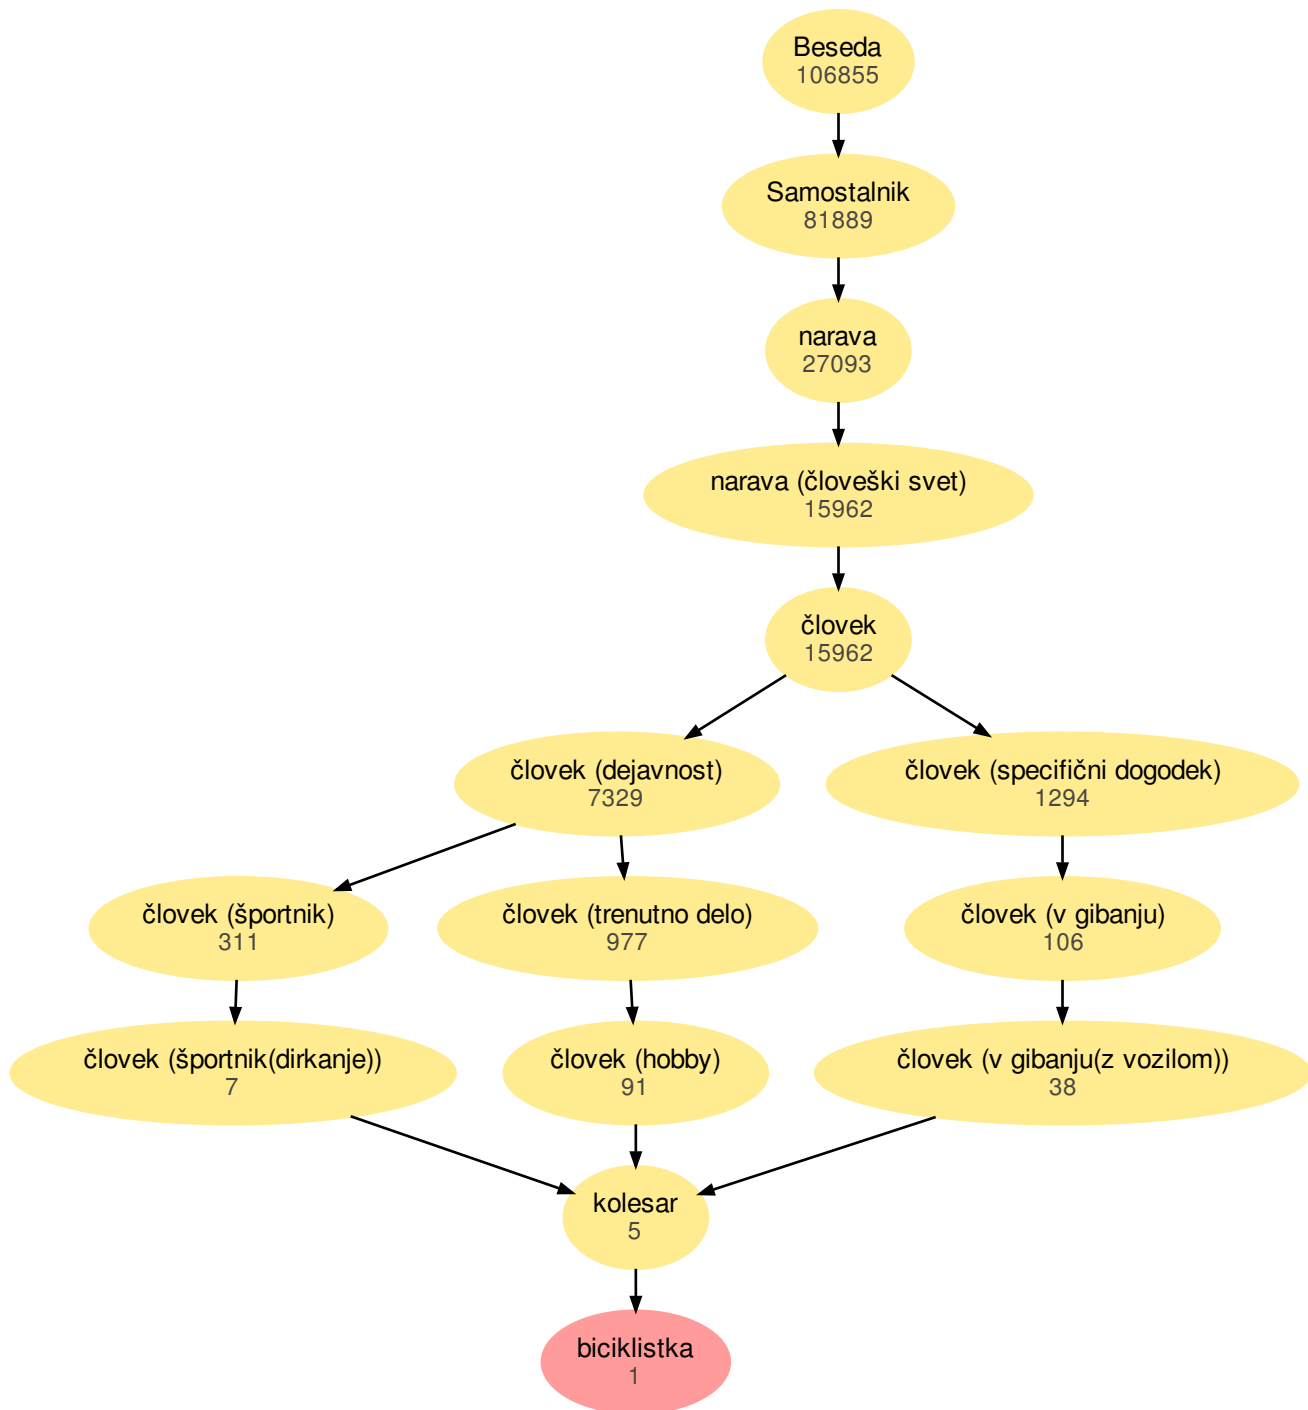 Beseda
106855
Samostalnik
81889
narava
27093
narava (človeški svet)
15962
človek
15962
človek (dejavnost)
7329
človek (specifični dogodek)
1294
človek (športnik)
311
človek (trenutno delo)
977
človek (v gibanju)
106
človek (športnik(dirkanje))
7
človek (hobby)
91
človek (v gibanju(z vozilom))
38
kolesar
5
biciklistka
1